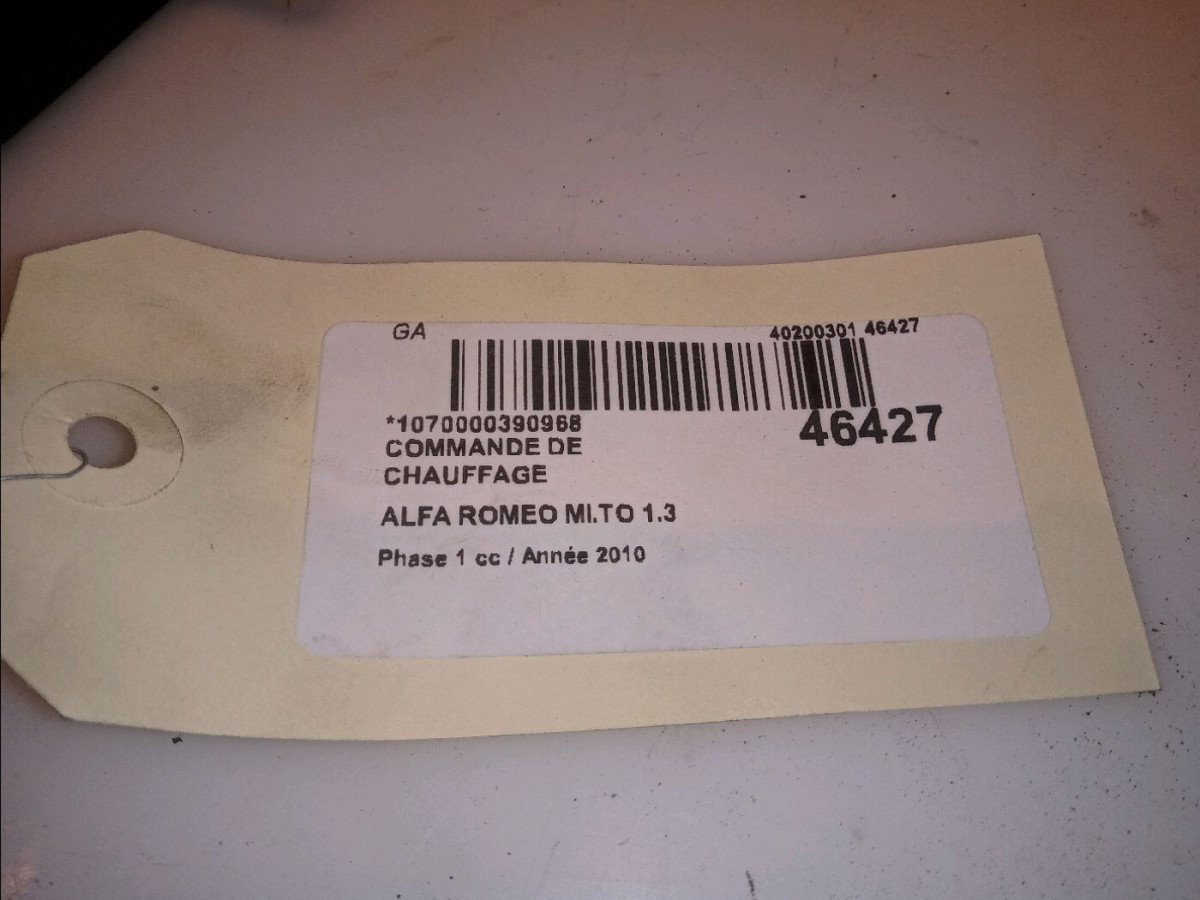 GA
40200301 46427
*1070000390968
46427
COMMANDE DE
CHAUFFAGE
ALFA ROMEO MI.TO 1.3
Phase 1 cc / Année 2010